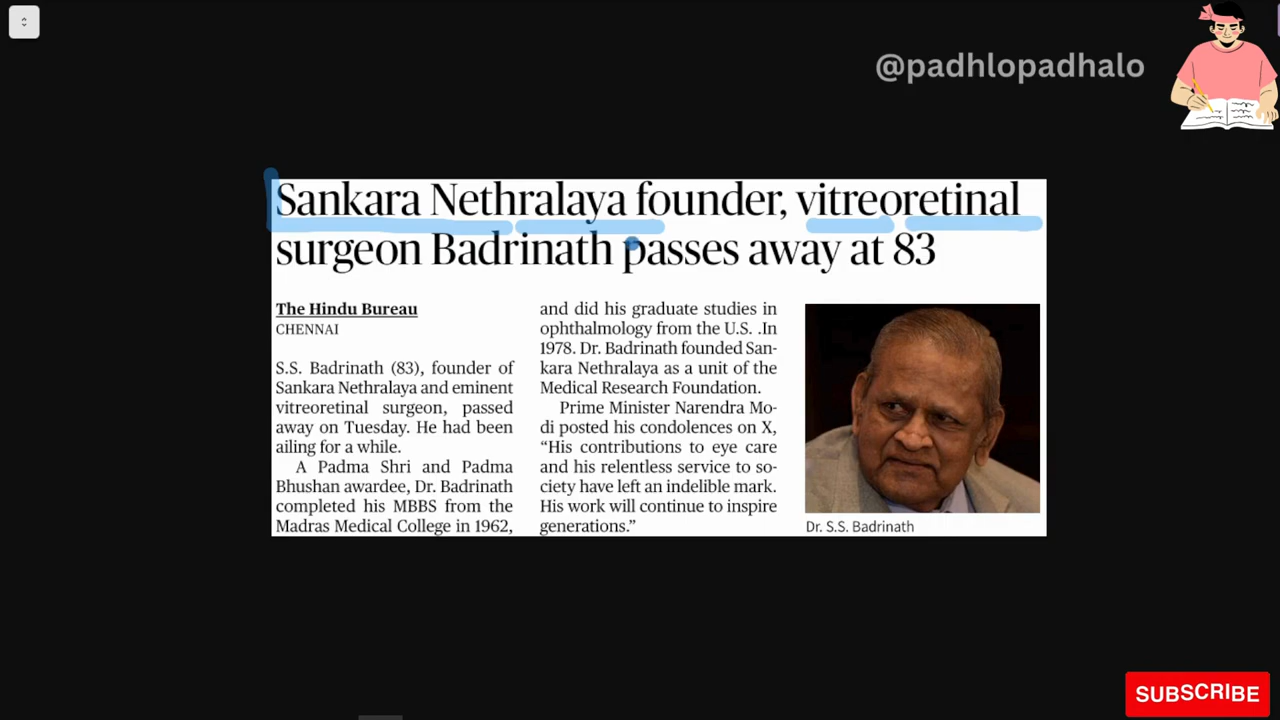 @padhlopadhalo
Sankara Nethralaya founder, vitreoretinal
surgeon Badrinath passes away at 83
The Hindu Bureau
CHENNAI
S.S. Badrinath (83), founder of
Sankara Nethralaya and eminent
vitreoretinal surgeon, passed
away on Tuesday. He had been
ailing for a while.
A Padma Shri and Padma
Bhushan awardee, Dr. Badrinath
completed his MBBS from the
Madras Medical College in 1962,
and did his graduate studies in
ophthalmology from the U.S. .In
1978. Dr. Badrinath founded San-
kara Nethralaya as a unit of the
Medical Research Foundation.
Prime Minister Narendra Mo-
di posted his condolences on X,
“His contributions to eye care
and his relentless service to so-
ciety have left an indelible mark.
His work will continue to inspire
generations.”
Dr. S.S. Badrinath
SUBSCRIBE